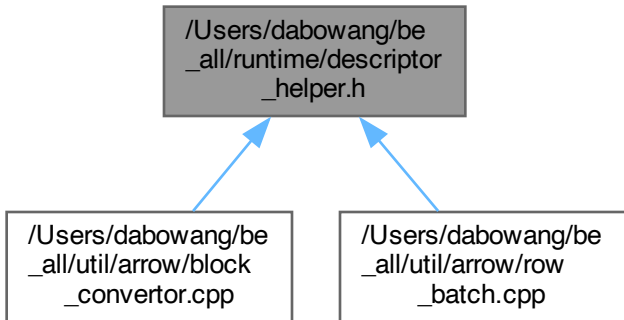 /Users/dabowang/be
_all/runtime/descriptor
_helper.h
/Users/dabowang/be
_all/util/arrow/block
_convertor.cpp
/Users/dabowang/be
_all/util/arrow/row
_batch.cpp